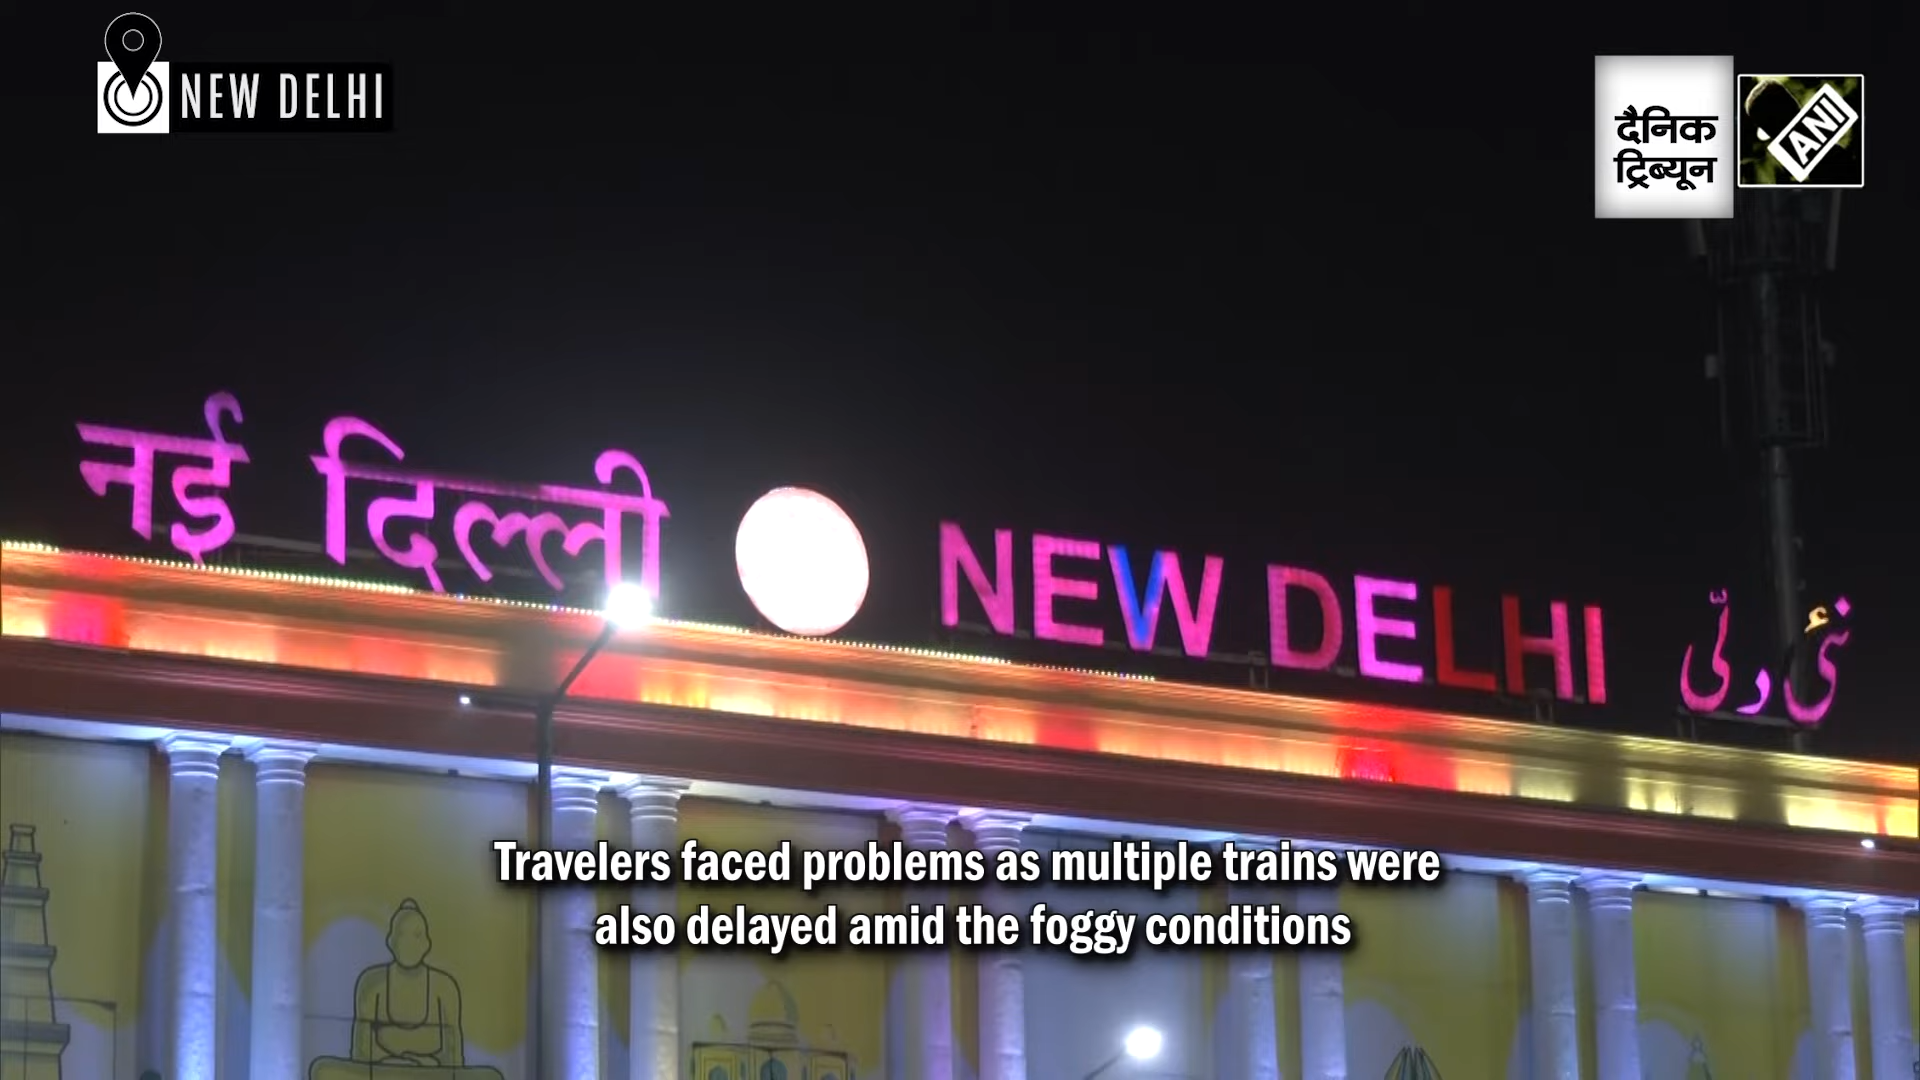 NEW DELHI
दैनिक
ट्रिब्यून
ANI
नई दिल्ली NEW DELHI نئی دلّی
Travelers faced problems as multiple trains were
also delayed amid the foggy conditions